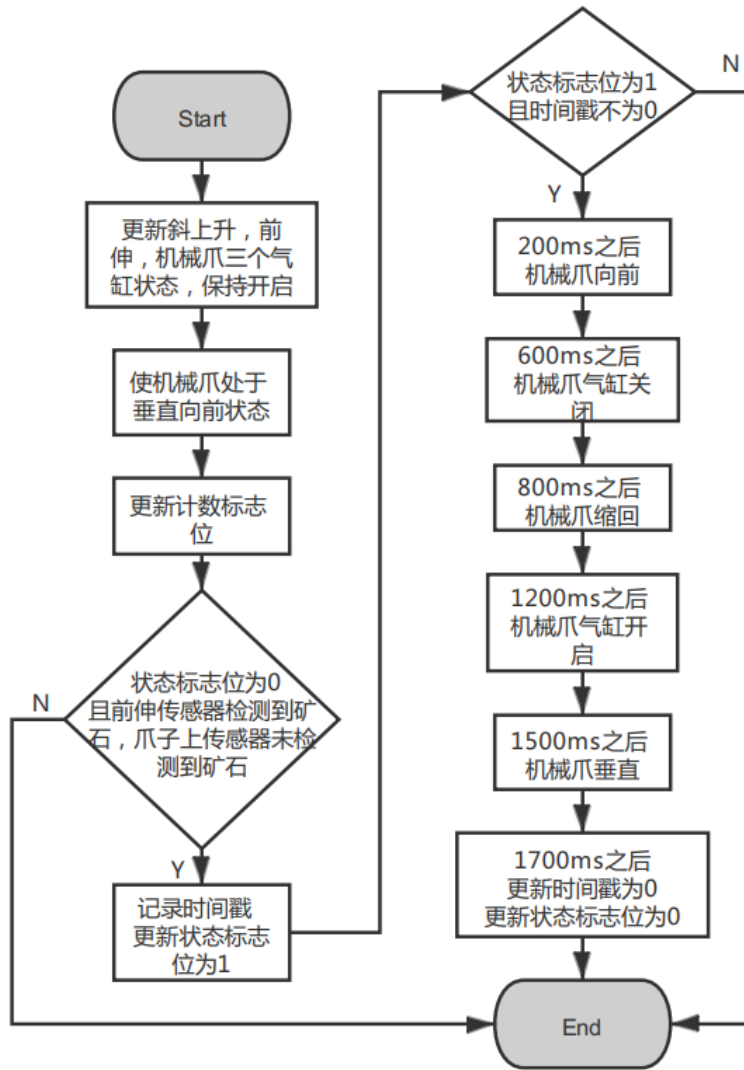 Start
更新斜上升，前
伸，机械爪三个气
缸状态，保持开启
使机械爪处于
垂直向前状态
更新计数标志
位
状态标志位为0
且前伸传感器检测到矿
石，爪子上传感器未检
测到矿石
N
Y
记录时间戳
更新状态标志
位为1
状态标志位为1
且时间戳不为0
N
Y
200ms之后
机械爪向前
600ms之后
机械爪气缸关
闭
800ms之后
机械爪缩回
1200ms之后
机械爪气缸开
启
1500ms之后
机械爪垂直
1700ms之后
更新时间戳为0
更新状态标志位为0
End